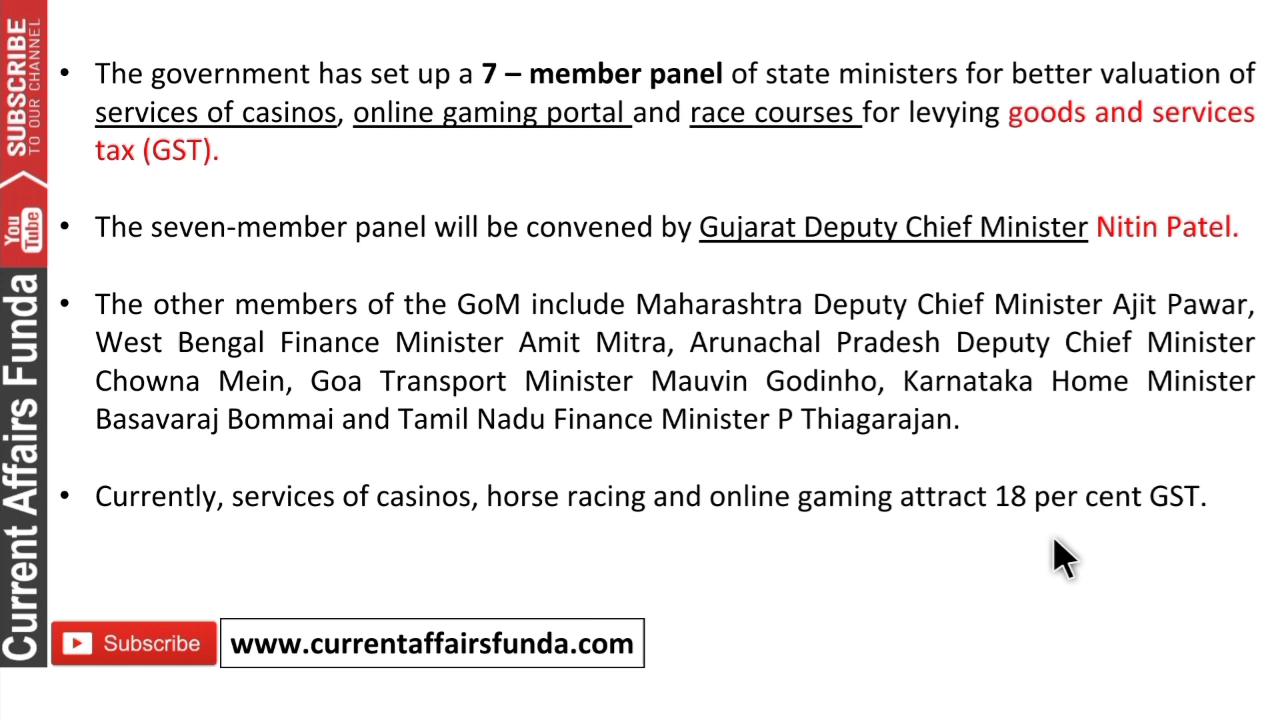 SUBSCRIBE
TO OUR CHANNEL
You
Tube
Current Affairs Funda
• The government has set up a 7 – member panel of state ministers for better valuation of
services of casinos, online gaming portal and race courses for levying goods and services
tax (GST).
• The seven-member panel will be convened by Gujarat Deputy Chief Minister Nitin Patel.
• The other members of the GoM include Maharashtra Deputy Chief Minister Ajit Pawar,
West Bengal Finance Minister Amit Mitra, Arunachal Pradesh Deputy Chief Minister
Chowna Mein, Goa Transport Minister Mauvin Godinho, Karnataka Home Minister
Basavaraj Bommai and Tamil Nadu Finance Minister P Thiagarajan.
• Currently, services of casinos, horse racing and online gaming attract 18 per cent GST.
Subscribe
www.currentaffairsfunda.com